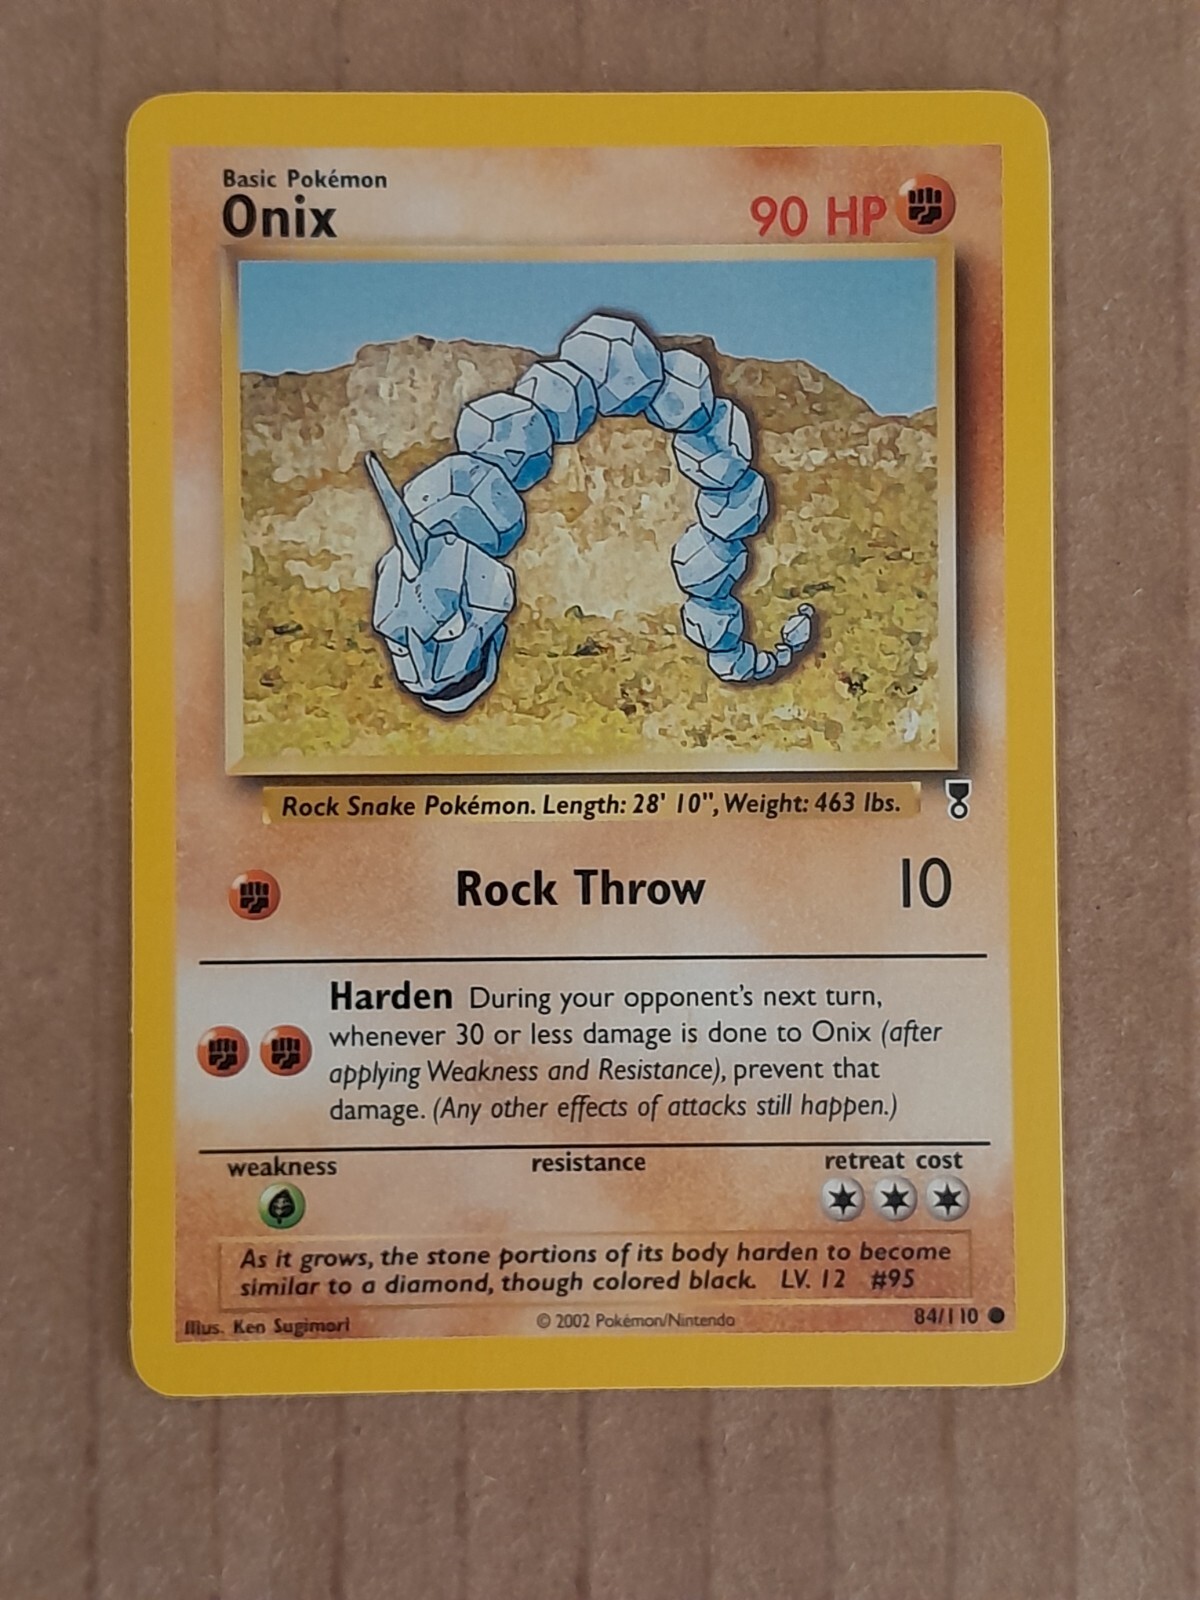 Basic Pokémon
Onix
90 HP
Rock Snake Pokémon. Length: 28' 10", Weight: 463 lbs.
Rock Throw 10
Harden During your opponent's next turn,
whenever 30 or less damage is done to Onix (after
applying Weakness and Resistance), prevent that
damage. (Any other effects of attacks still happen.)
weakness resistance retreat cost
As it grows, the stone portions of its body harden to become
similar to a diamond, though colored black. LV. 12 #95
Illus. Ken Sugimori © 2002 Pokémon/Nintendo 84/110